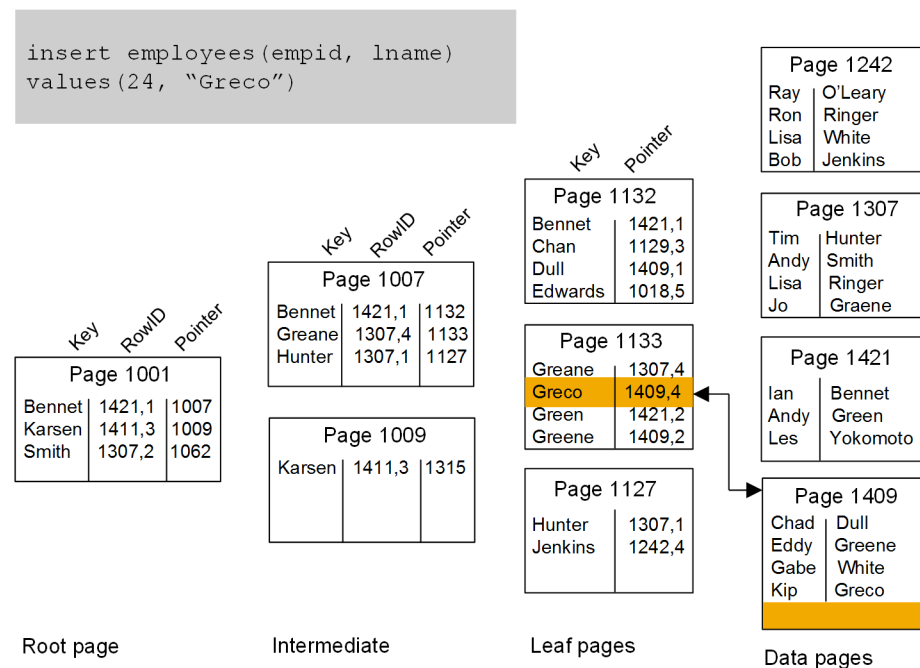 insert employees(empid, lname)
values(24, “Greco”)
Key RowID Pointer
Page 1001
Bennet 1421,1 1007
Karsen 1411,3 1009
Smith 1307,2 1062
Root page
Key RowID Pointer
Page 1007
Bennet 1421,1 1132
Greane 1307,4 1133
Hunter 1307,1 1127
Page 1009
Karsen 1411,3 1315
Intermediate
Key Pointer
Page 1132
Bennet 1421,1
Chan 1129,3
Dull 1409,1
Edwards 1018,5
Page 1133
Greane 1307,4
Greco 1409,4
Green 1421,2
Greene 1409,2
Page 1127
Hunter 1307,1
Jenkins 1242,4
Leaf pages
Page 1242
Ray O’Leary
Ron Ringer
Lisa White
Bob Jenkins
Page 1307
Tim Hunter
Andy Smith
Lisa Ringer
Jo Graene
Page 1421
Ian Bennet
Andy Green
Les Yokomoto
Page 1409
Chad Dull
Eddy Greene
Gabe White
Kip Greco
Data pages